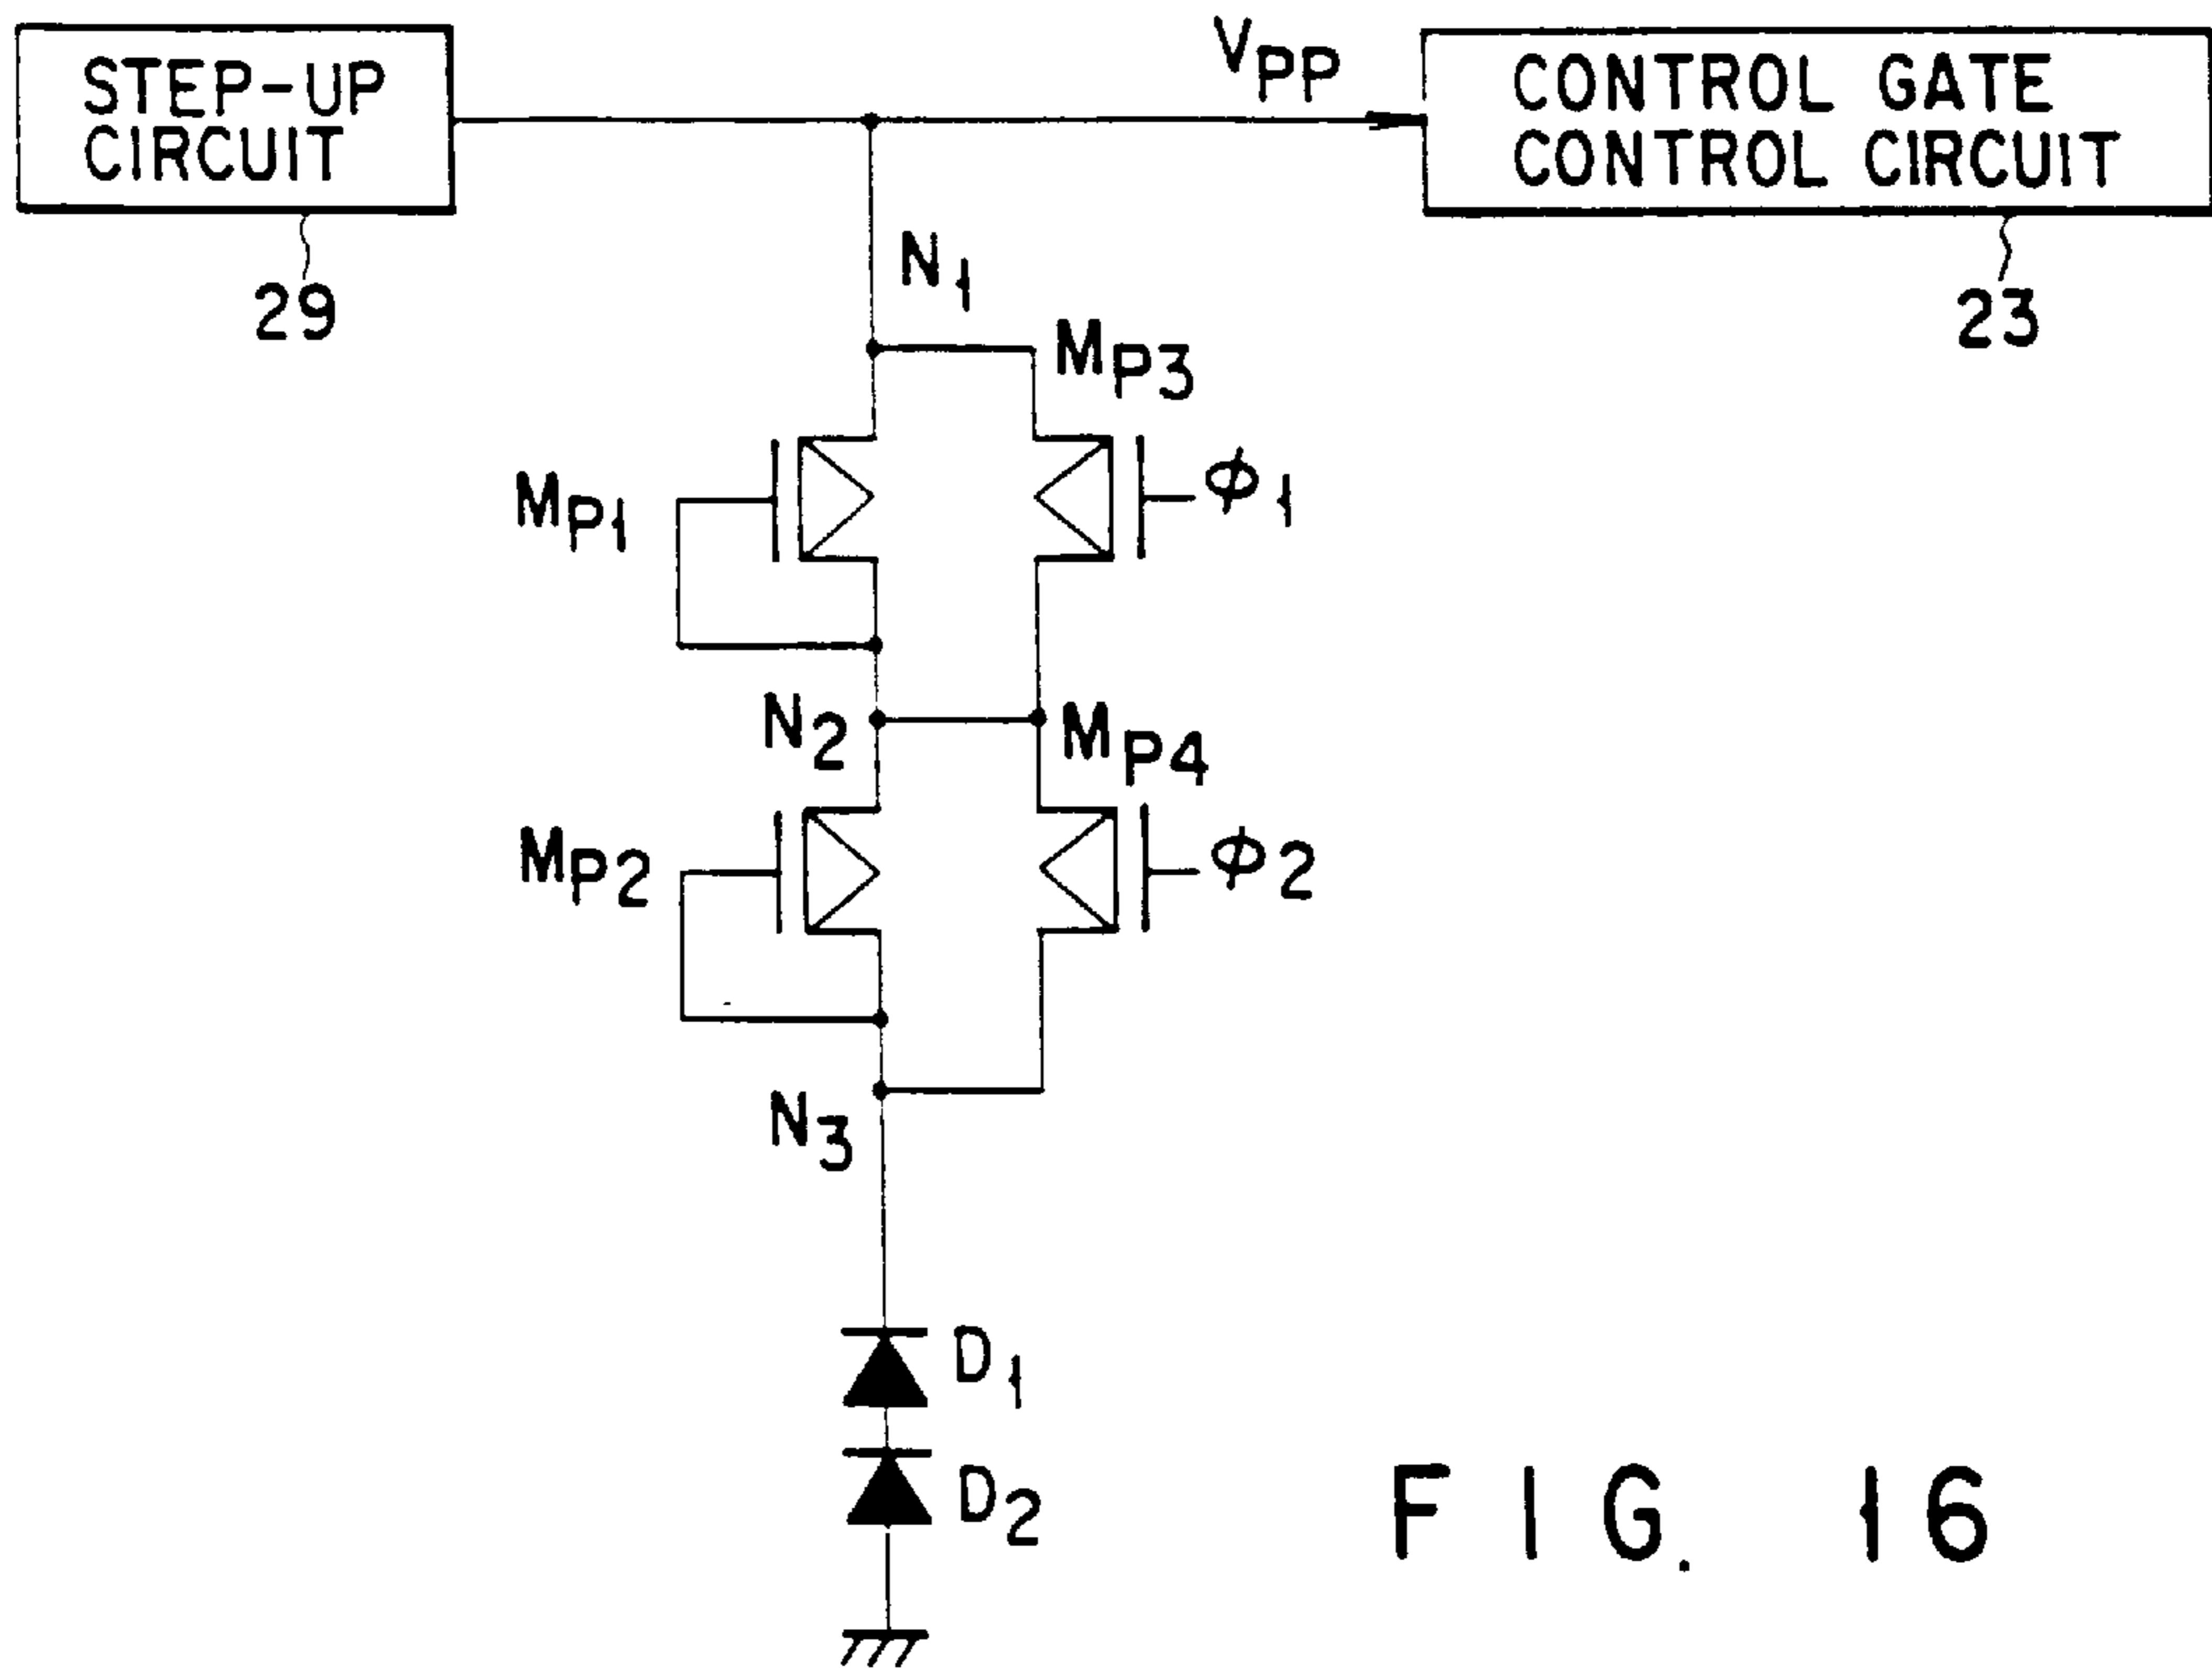 STEP-UP
CIRCUIT
29
VPP
CONTROL GATE
CONTROL CIRCUIT
23
N1
MP3
MP1
ϕ1
N2
MP4
MP2
ϕ2
N3
D1
D2
FIG. 16